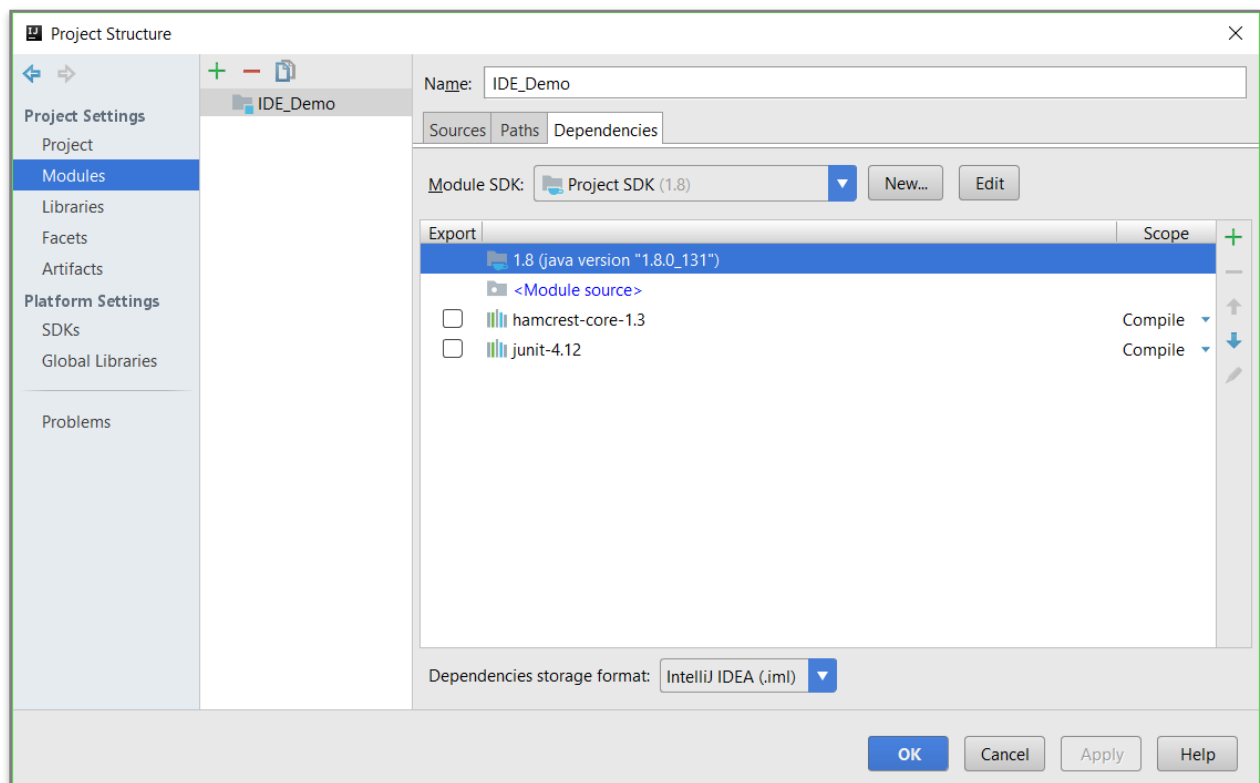 Project Structure
Project Settings
Project
Modules
Libraries
Facets
Artifacts
Platform Settings
SDKs
Global Libraries
Problems
IDE_Demo
Name: IDE_Demo
Sources Paths Dependencies
Module SDK: Project SDK (1.8) New... Edit
Export Scope
1.8 (java version "1.8.0_131")
<Module source>
hamcrest-core-1.3 Compile
junit-4.12 Compile
Dependencies storage format: IntelliJ IDEA (.iml)
OK Cancel Apply Help